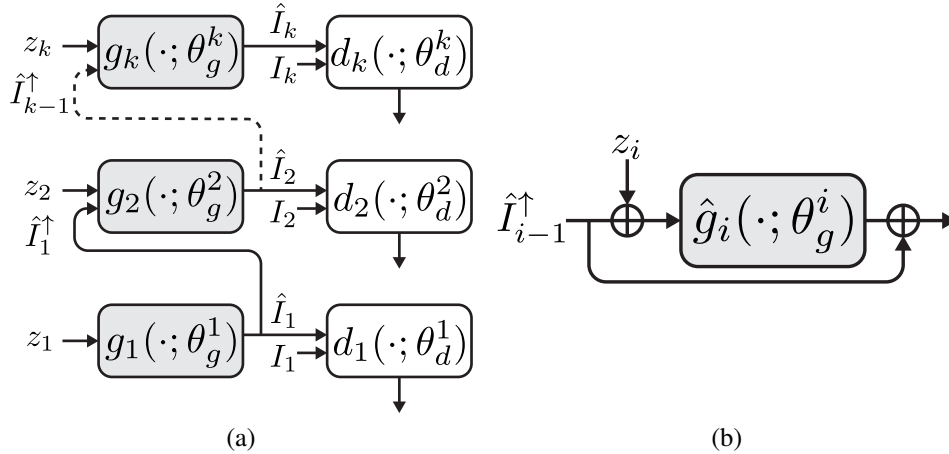 z_k g_k(·; θ_g^k) Î_k I_k d_k(·; θ_d^k)
Î_{k−1}^↑
z_2 g_2(·; θ_g^2) Î_2 I_2 d_2(·; θ_d^2)
Î_1^↑
z_1 g_1(·; θ_g^1) Î_1 I_1 d_1(·; θ_d^1)
(a)
z_i
Î_{i−1}^↑ ĝ_i(·; θ_g^i)
(b)